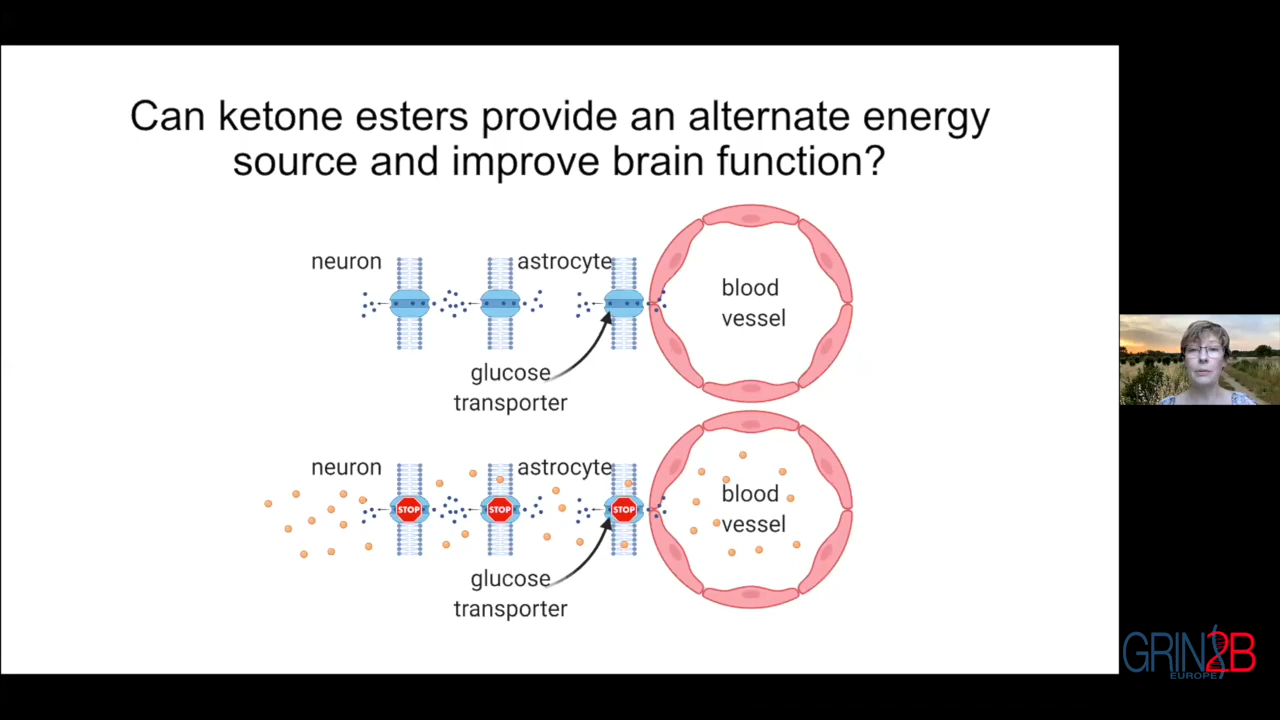 Can ketone esters provide an alternate energy
source and improve brain function?
neuron
astrocyte
blood
vessel
glucose
transporter
neuron
astrocyte
STOP
STOP
STOP
blood
vessel
glucose
transporter
GRIN2B
EUROPE